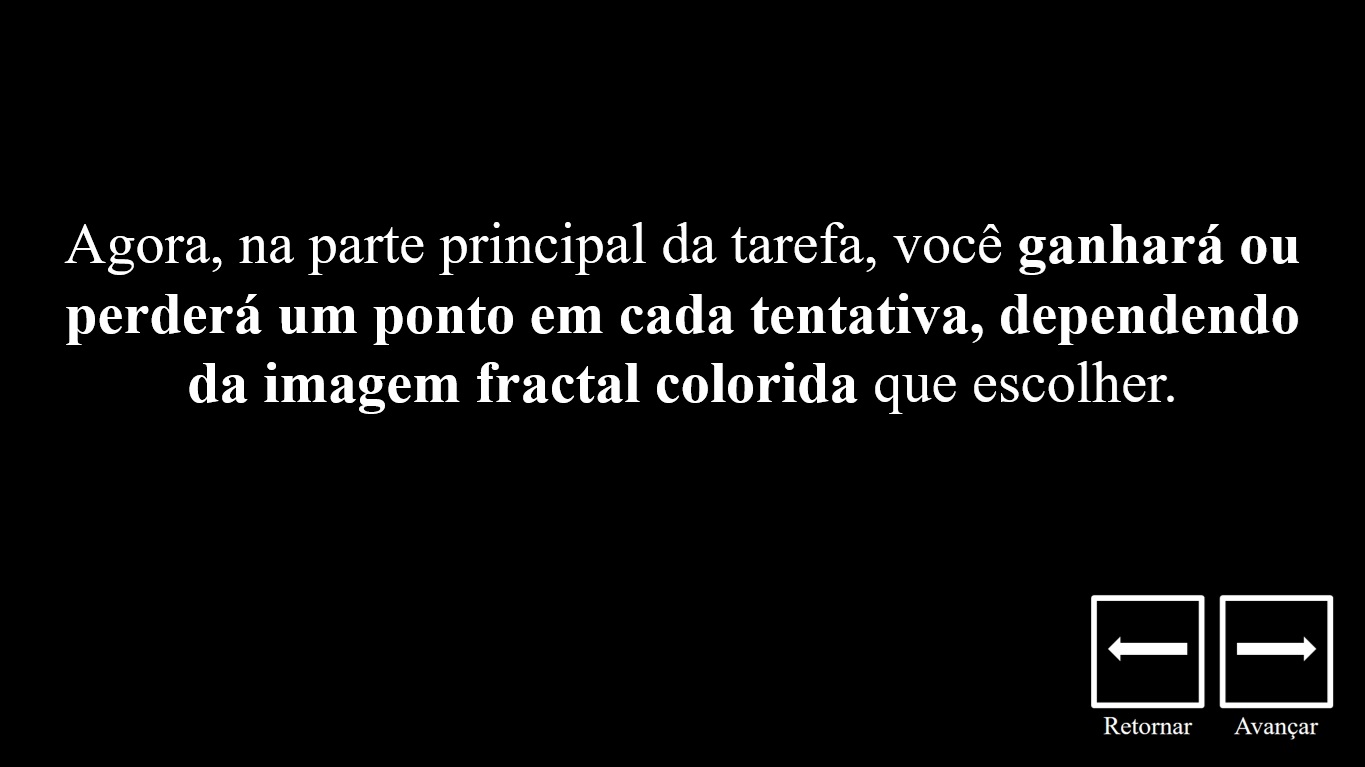 Agora, na parte principal da tarefa, você ganhará ou
perderá um ponto em cada tentativa, dependendo
da imagem fractal colorida que escolher.
Retornar
Avançar